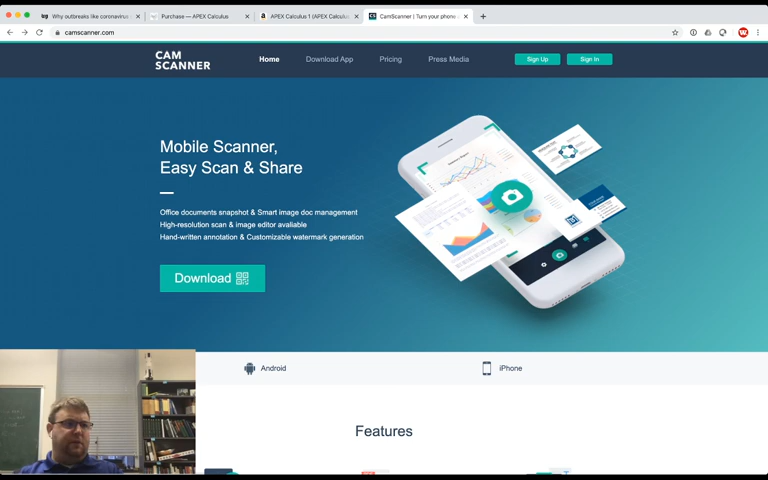 Why outbreaks like coronavirus
Purchase — APEX Calculus
APEX Calculus 1 (APEX Calculus
CamScanner | Turn your phone
camscanner.com
CAM
SCANNER
Home
Download App
Pricing
Press Media
Sign Up
Sign In
Mobile Scanner,
Easy Scan & Share
Office documents snapshot & Smart image doc management
High-resolution scan & image editor avaliable
Hand-written annotation & Customizable watermark generation
Download
Android
iPhone
Features